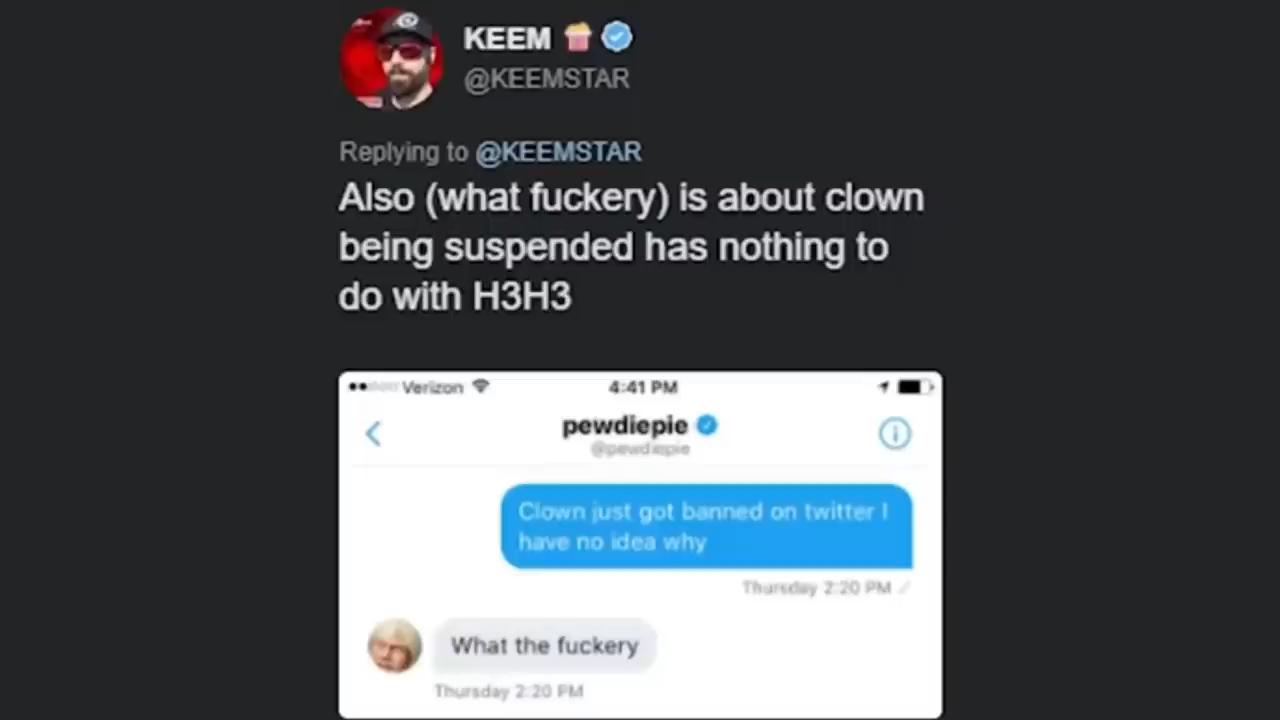 KEEM
@KEEMSTAR
Replying to @KEEMSTAR
Also (what fuckery) is about clown
being suspended has nothing to
do with H3H3
Verizon 4:41 PM
pewdiepie
@pewdiepie
Clown just got banned on twitter I
have no idea why
Thursday 2:20 PM
What the fuckery
Thursday 2:20 PM